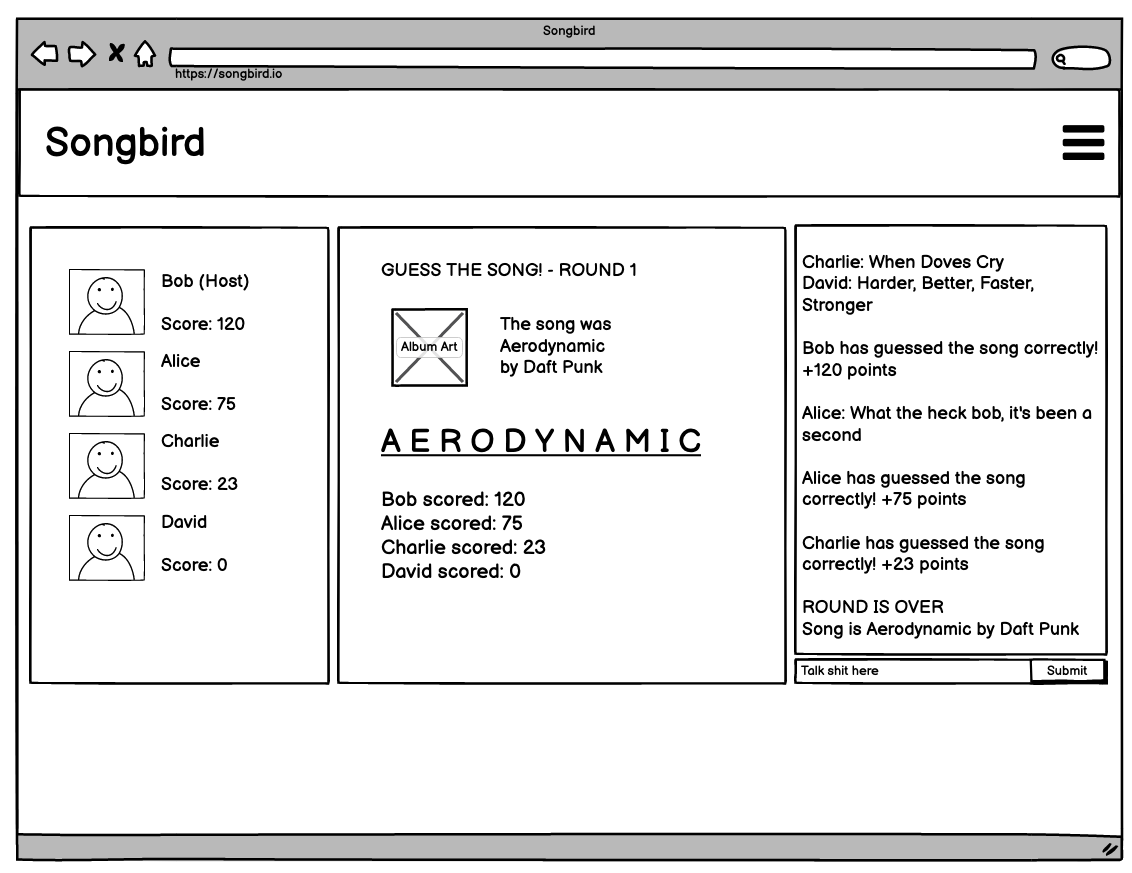 Songbird
https://songbird.io
Songbird
Bob (Host)
Score: 120
Alice
Score: 75
Charlie
Score: 23
David
Score: 0
GUESS THE SONG! - ROUND 1
Album Art
The song was
Aerodynamic
by Daft Punk
A E R O D Y N A M I C
Bob scored: 120
Alice scored: 75
Charlie scored: 23
David scored: 0
Charlie: When Doves Cry
David: Harder, Better, Faster,
Stronger
Bob has guessed the song correctly!
+120 points
Alice: What the heck bob, it's been a
second
Alice has guessed the song
correctly! +75 points
Charlie has guessed the song
correctly! +23 points
ROUND IS OVER
Song is Aerodynamic by Daft Punk
Talk shit here
Submit